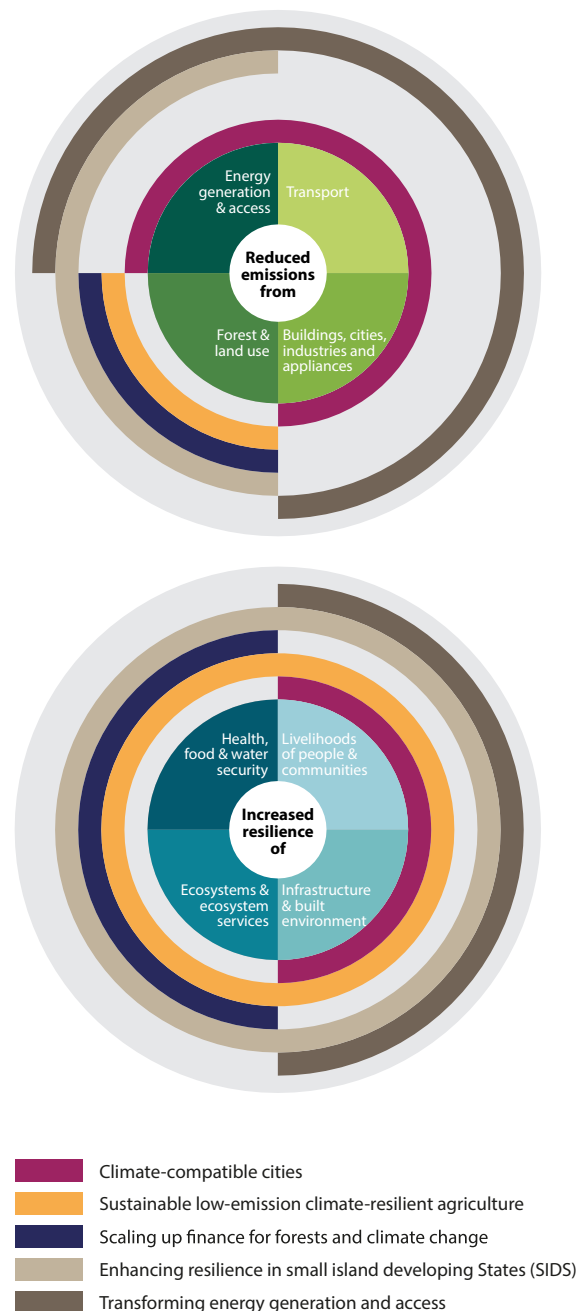 Energy
generation
& access
Transport
Reduced
emissions
from
Forest &
land use
Buildings, cities,
industries and
appliances
Health,
food & water
security
Livelihoods
of people &
communities
Increased
resilience
of
Ecosystems &
ecosystem
services
Infrastructure
& built
environment
Climate-compatible cities
Sustainable low-emission climate-resilient agriculture
Scaling up finance for forests and climate change
Enhancing resilience in small island developing States (SIDS)
Transforming energy generation and access